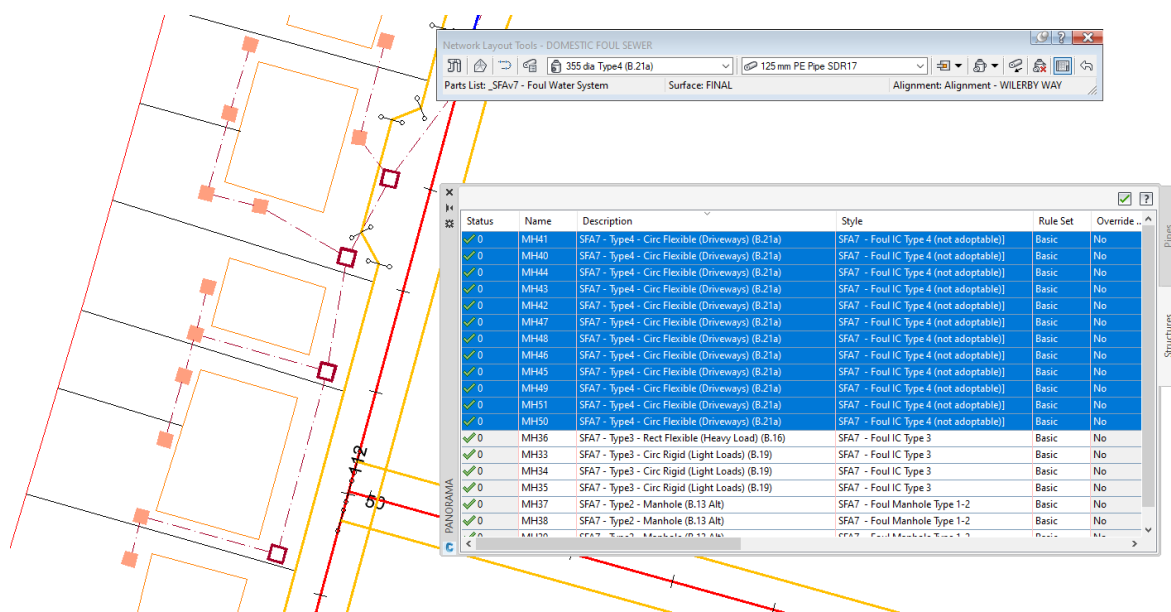 Network Layout Tools - DOMESTIC FOUL SEWER
355 dia Type4 (B.21a) 125 mm PE Pipe SDR17
Parts List: _SFAv7 - Foul Water System Surface: FINAL Alignment: Alignment - WILERBY WAY
Status Name Description Style Rule Set Override ..
0 MH41 SFA7 - Type4 - Circ Flexible (Driveways) (B.21a) SFA7 - Foul IC Type 4 (not adoptable)] Basic No
0 MH40 SFA7 - Type4 - Circ Flexible (Driveways) (B.21a) SFA7 - Foul IC Type 4 (not adoptable)] Basic No
0 MH44 SFA7 - Type4 - Circ Flexible (Driveways) (B.21a) SFA7 - Foul IC Type 4 (not adoptable)] Basic No
0 MH43 SFA7 - Type4 - Circ Flexible (Driveways) (B.21a) SFA7 - Foul IC Type 4 (not adoptable)] Basic No
0 MH42 SFA7 - Type4 - Circ Flexible (Driveways) (B.21a) SFA7 - Foul IC Type 4 (not adoptable)] Basic No
0 MH47 SFA7 - Type4 - Circ Flexible (Driveways) (B.21a) SFA7 - Foul IC Type 4 (not adoptable)] Basic No
0 MH48 SFA7 - Type4 - Circ Flexible (Driveways) (B.21a) SFA7 - Foul IC Type 4 (not adoptable)] Basic No
0 MH46 SFA7 - Type4 - Circ Flexible (Driveways) (B.21a) SFA7 - Foul IC Type 4 (not adoptable)] Basic No
0 MH45 SFA7 - Type4 - Circ Flexible (Driveways) (B.21a) SFA7 - Foul IC Type 4 (not adoptable)] Basic No
0 MH49 SFA7 - Type4 - Circ Flexible (Driveways) (B.21a) SFA7 - Foul IC Type 4 (not adoptable)] Basic No
0 MH51 SFA7 - Type4 - Circ Flexible (Driveways) (B.21a) SFA7 - Foul IC Type 4 (not adoptable)] Basic No
0 MH50 SFA7 - Type4 - Circ Flexible (Driveways) (B.21a) SFA7 - Foul IC Type 4 (not adoptable)] Basic No
0 MH36 SFA7 - Type3 - Rect Flexible (Heavy Load) (B.16) SFA7 - Foul IC Type 3 Basic No
0 MH33 SFA7 - Type3 - Circ Rigid (Light Loads) (B.19) SFA7 - Foul IC Type 3 Basic No
0 MH34 SFA7 - Type3 - Circ Rigid (Light Loads) (B.19) SFA7 - Foul IC Type 3 Basic No
0 MH35 SFA7 - Type3 - Circ Rigid (Light Loads) (B.19) SFA7 - Foul IC Type 3 Basic No
0 MH37 SFA7 - Type2 - Manhole (B.13 Alt) SFA7 - Foul Manhole Type 1-2 Basic No
0 MH38 SFA7 - Type2 - Manhole (B.13 Alt) SFA7 - Foul Manhole Type 1-2 Basic No
PANORAMA
Pipes
Structures
112
50